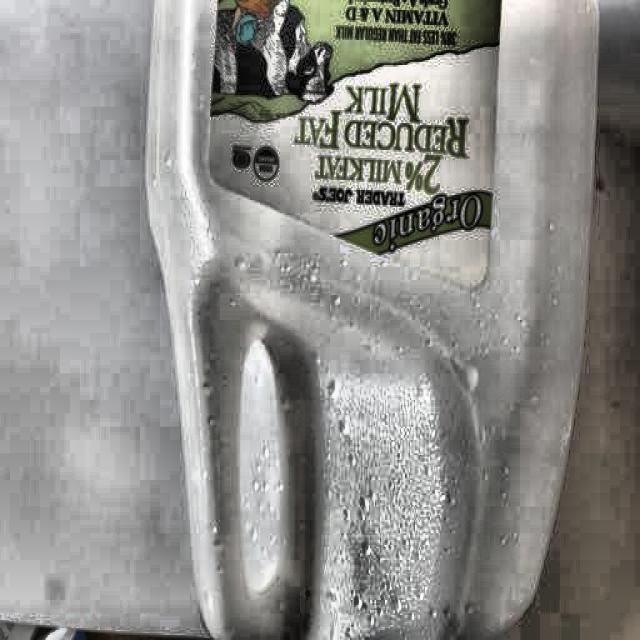 Organic
TRADER JOE'S
2% MILKFAT
REDUCED FAT
MILK
VITAMIN A & D